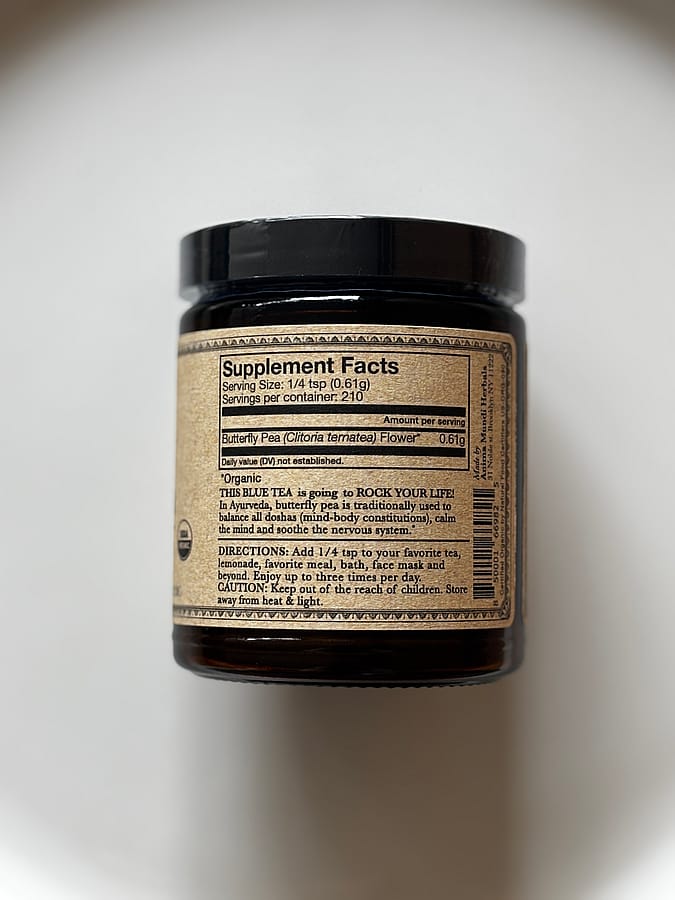 Supplement Facts
Serving Size: 1/4 tsp (0.61g)
Servings per container: 210
Amount per serving
Butterfly Pea (Clitoria ternatea) Flower* 0.61g
Daily value (DV) not established.
*Organic
THIS BLUE TEA is going to ROCK YOUR LIFE!
In Ayurveda, butterfly pea is traditionally used to
balance all doshas (mind-body constitutions), calm
the mind and soothe the nervous system.*
DIRECTIONS: Add 1/4 tsp to your favorite tea,
lemonade, favorite meal, bath, face mask and
beyond. Enjoy up to three times per day.
CAUTION: Keep out of the reach of children. Store
away from heat & light.
Made by
Anima Mundi Herbals
Brooklyn NY 11222
USDA
ORGANIC